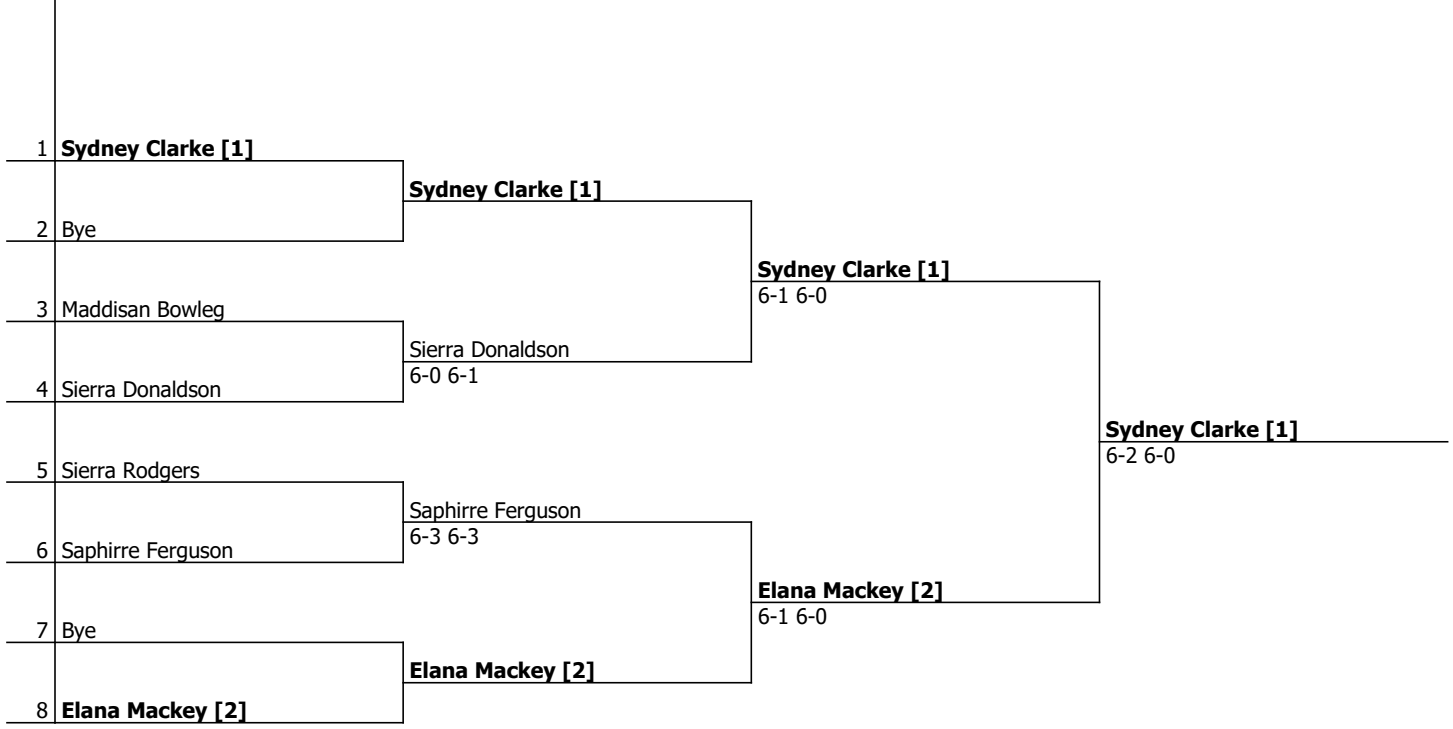 1 Sydney Clarke [1]
Sydney Clarke [1]
2 Bye
Sydney Clarke [1]
6-1 6-0
3 Maddisan Bowleg
Sierra Donaldson
6-0 6-1
4 Sierra Donaldson
Sydney Clarke [1]
6-2 6-0
5 Sierra Rodgers
Saphirre Ferguson
6-3 6-3
6 Saphirre Ferguson
Elana Mackey [2]
6-1 6-0
7 Bye
Elana Mackey [2]
8 Elana Mackey [2]